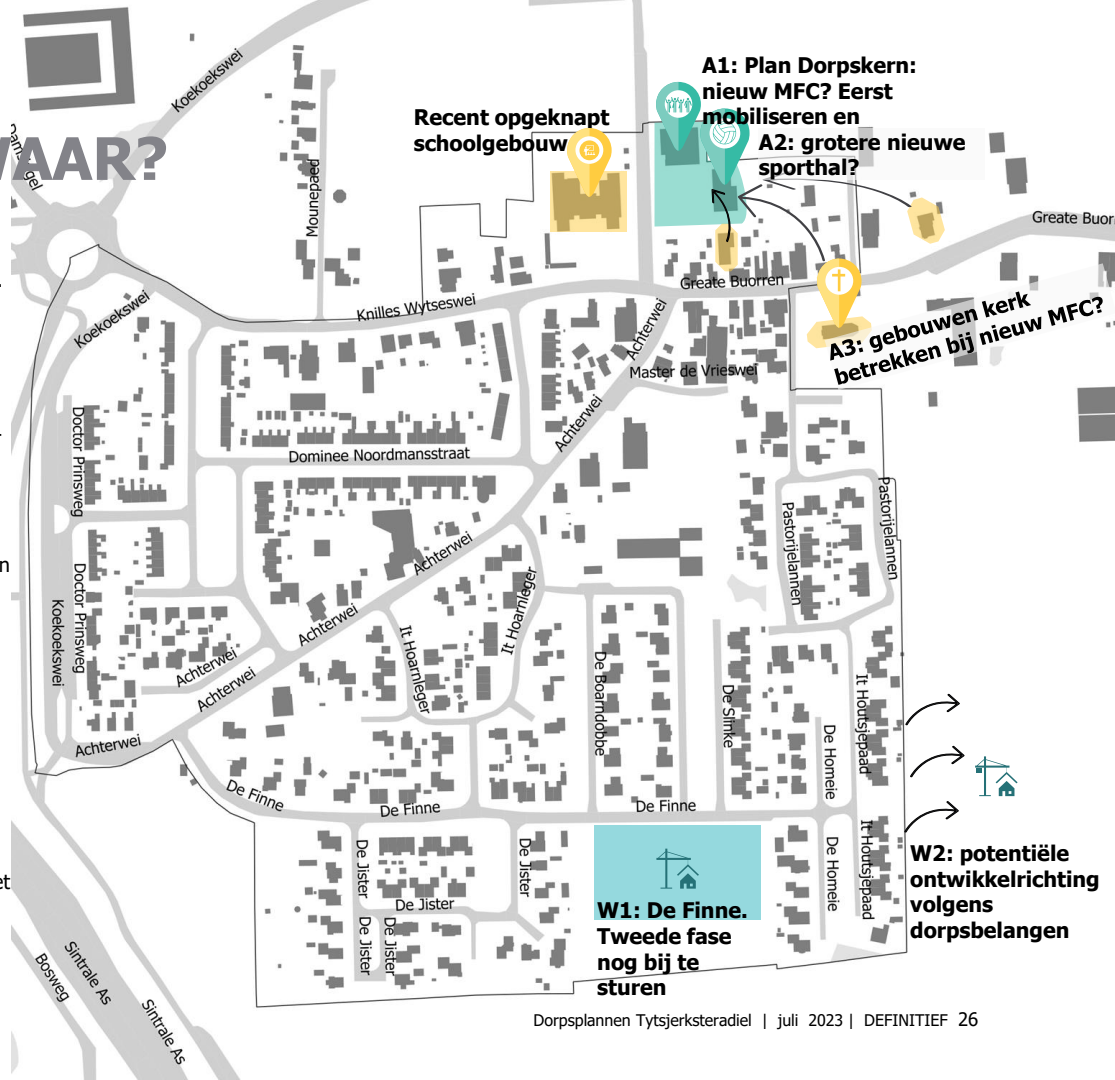 WAAR?
Koekoekswei
Mounepaed
Recent opgeknapt
schoolgebouw
A1: Plan Dorpskern:
nieuw MFC? Eerst
mobiliseren en
A2: grotere nieuwe
sporthal?
Greate Buorr
Greate Buorren
Knilles Wytseswei
Koekoekswei
Achterwei
Master de Vrieswei
A3: gebouwen kerk
betrekken bij nieuw MFC?
Achterwei
Doctor Prinsweg
Dominee Noordmansstraat
Pastorijelannen
Pastorijelannen
Achterwei
Doctor Prinsweg
Koekoekswei
Achterwei
It Hoarnleger
It Hoarnleger
Achterwei
Achterwei
Achterwei
De Boarndobbe
De Slinke
De Homeie
It Houtsjepaad
De Finne
De Finne
De Finne
De Jister
De Jister
De Jister
De Jister
De Jister
De Homeie
It Houtsjepaad
W1: De Finne.
Tweede fase
nog bij te
sturen
W2: potentiële
ontwikkelrichting
volgens
dorpsbelangen
Sintrale As
Bosweg
Sintrale As
Dorpsplannen Tytsjerksteradiel | juli 2023 | DEFINITIEF 26